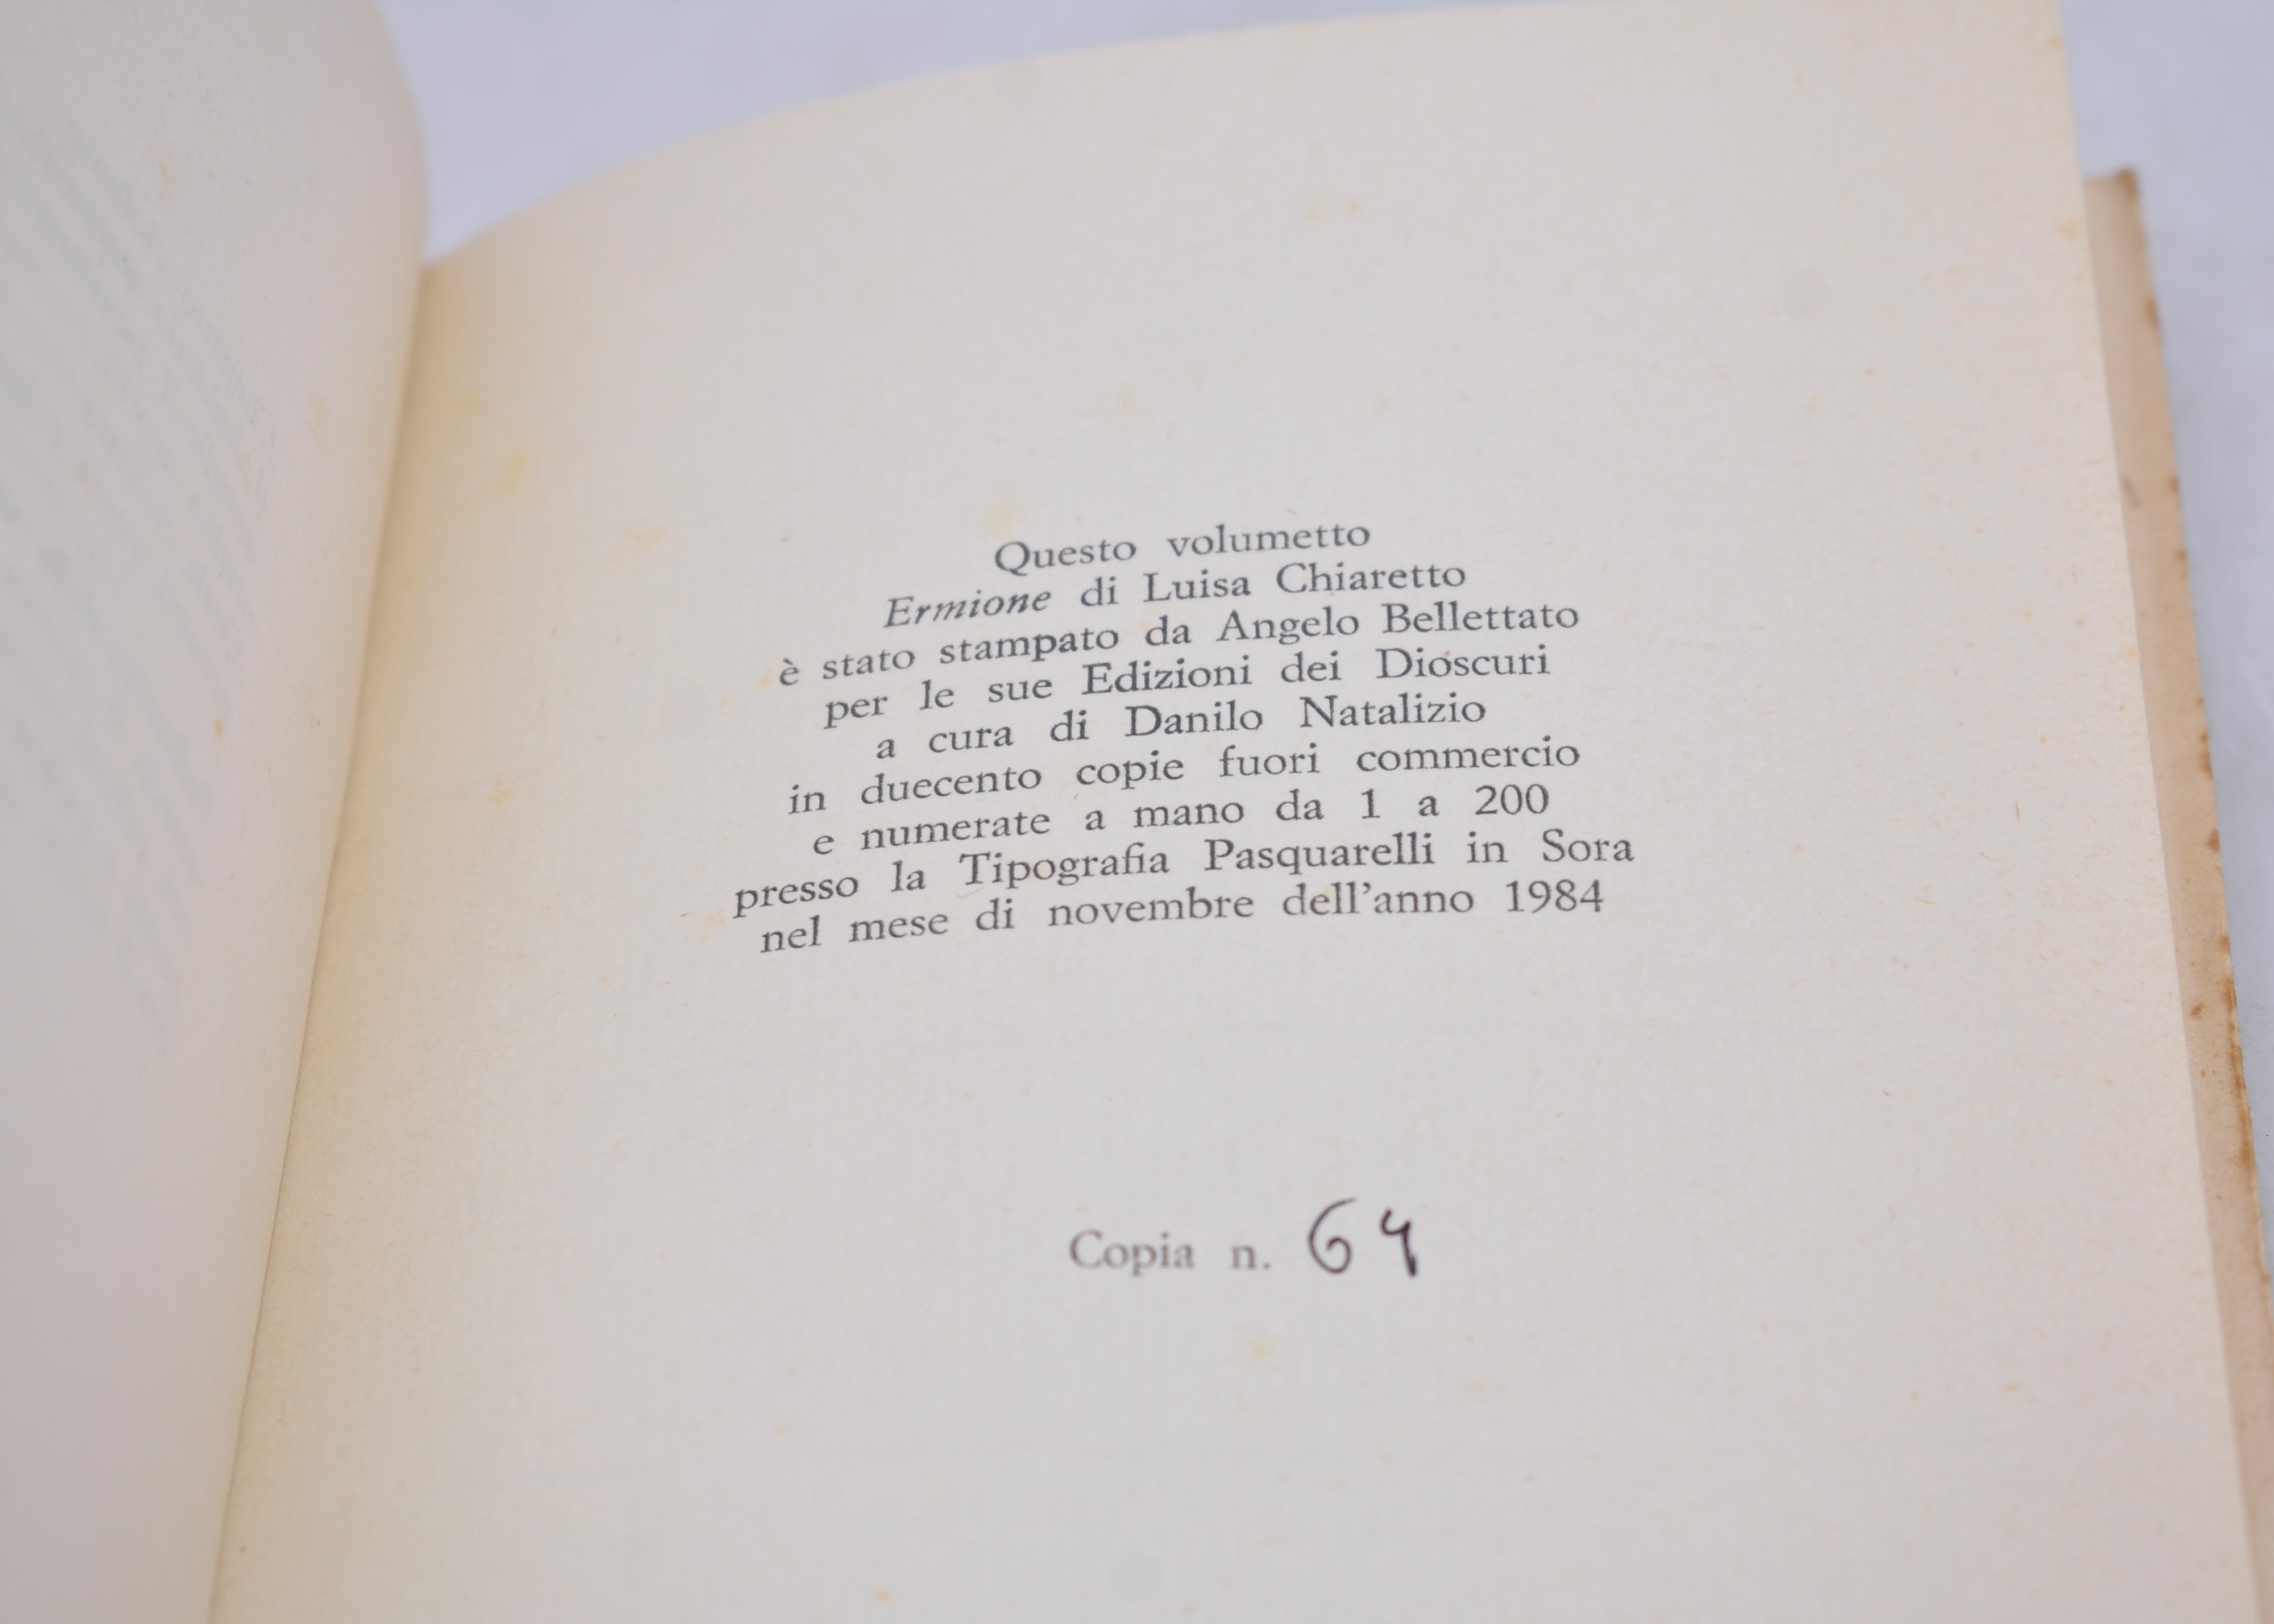 Questo volumetto
Ermione di Luisa Chiaretto
è stato stampato da Angelo Bellettato
per le sue Edizioni dei Dioscuri
a cura di Danilo Natalizio
in duecento copie fuori commercio
e numerate a mano da 1 a 200
presso la Tipografia Pasquarelli in Sora
nel mese di novembre dell'anno 1984
Copia n. 64